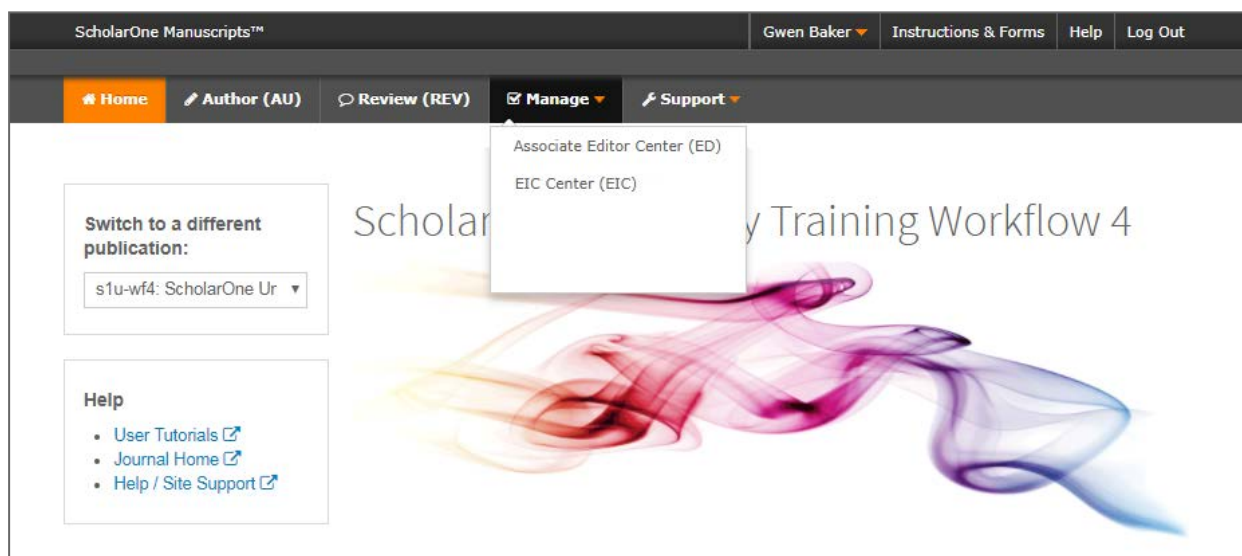 ScholarOne Manuscripts™
Gwen Baker
Instructions & Forms
Help
Log Out
Home
Author (AU)
Review (REV)
Manage
Support
Associate Editor Center (ED)
EIC Center (EIC)
Switch to a different
publication:
s1u-wf4: ScholarOne Ur
Scholar y Training Workflow 4
Help
User Tutorials
Journal Home
Help / Site Support